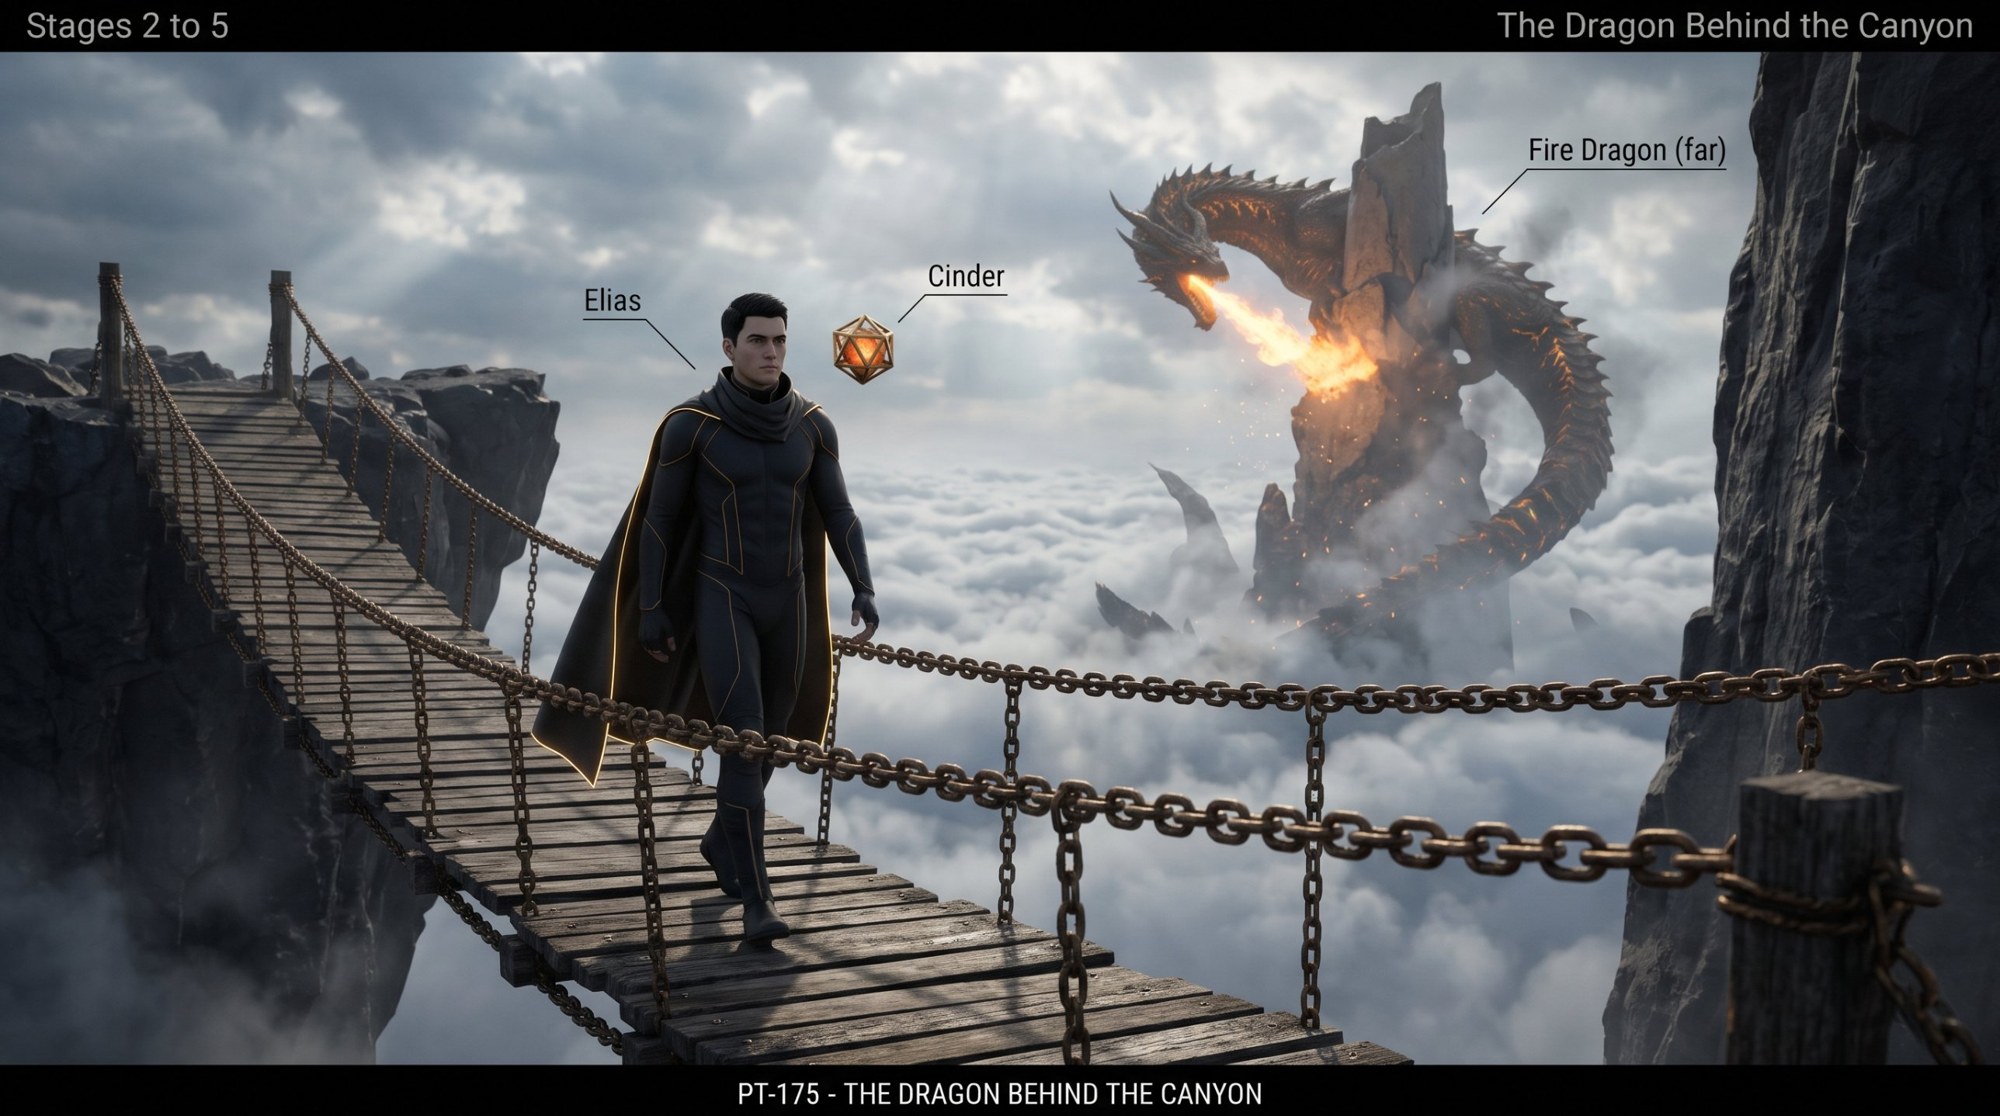 Stages 2 to 5
The Dragon Behind the Canyon
Fire Dragon (far)
Cinder
Elias
PT-175 - THE DRAGON BEHIND THE CANYON